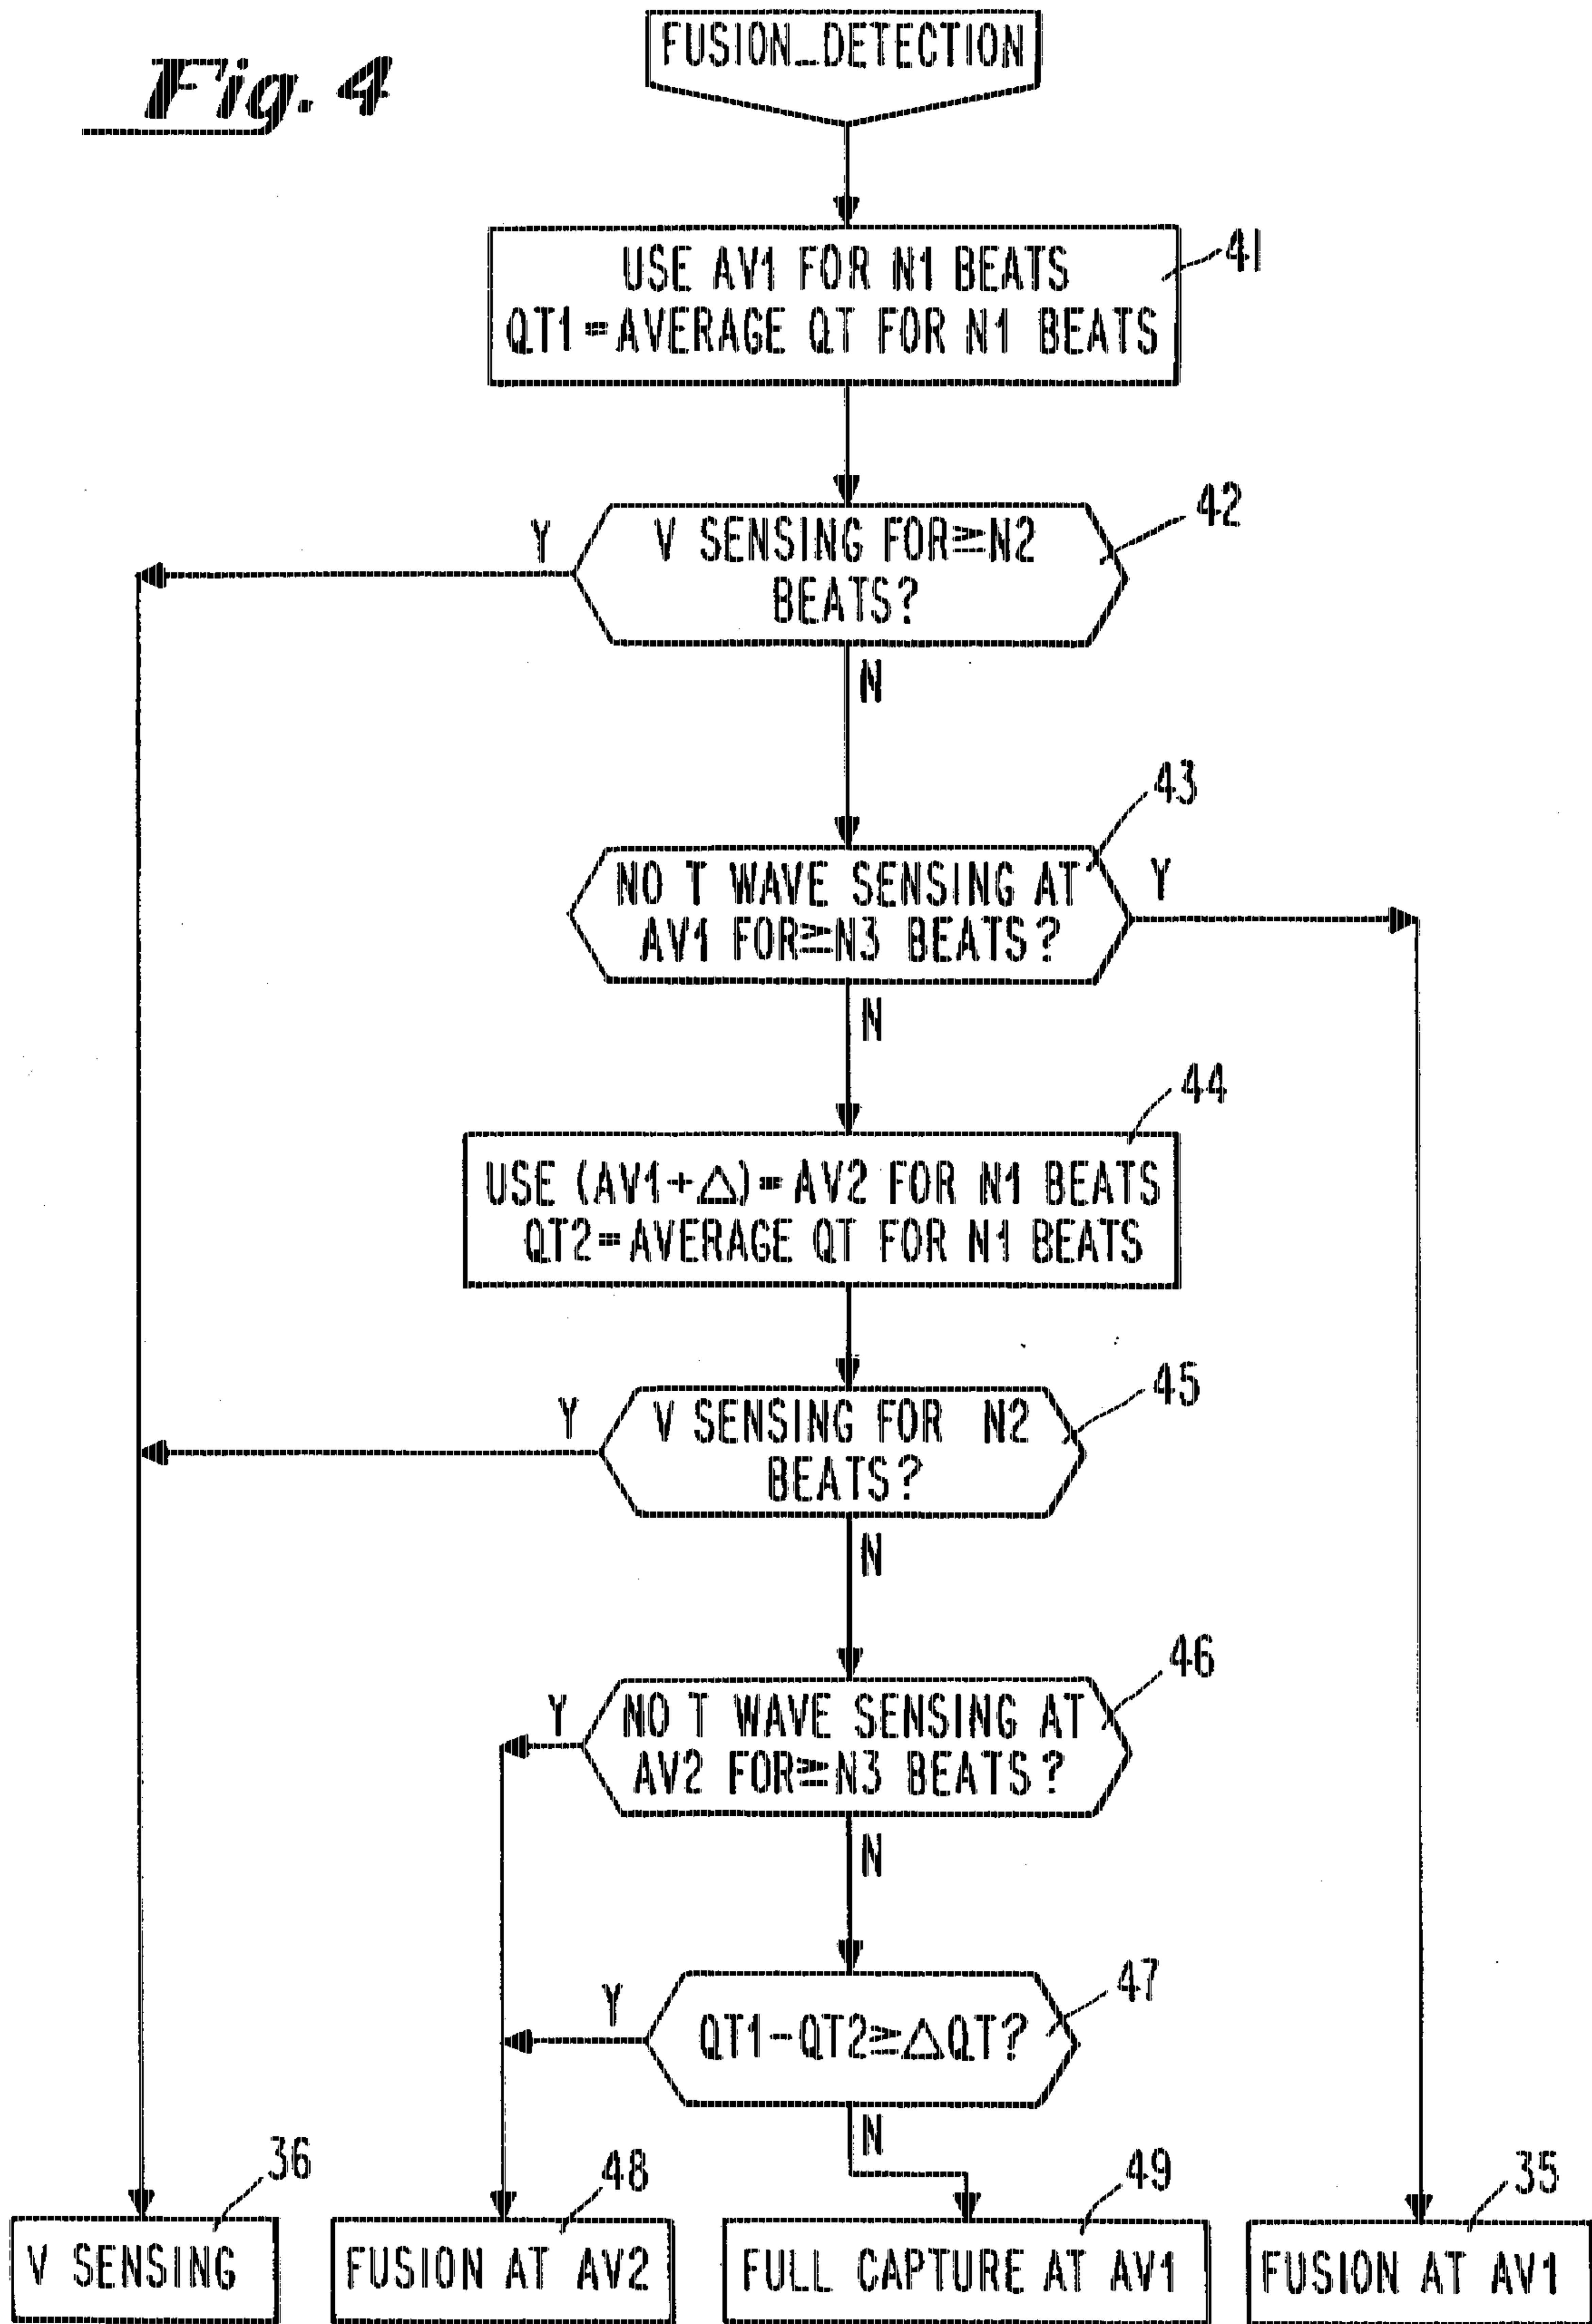 Fig. 4
FUSION_DETECTION
USE AV1 FOR N1 BEATS
QT1=AVERAGE QT FOR N1 BEATS
41
V SENSING FOR≥N2
BEATS?
42
Y
N
NO T WAVE SENSING AT
AV1 FOR≥N3 BEATS?
43
Y
N
USE (AV1+△)=AV2 FOR N1 BEATS
QT2=AVERAGE QT FOR N1 BEATS
44
V SENSING FOR N2
BEATS?
45
Y
N
NO T WAVE SENSING AT
AV2 FOR≥N3 BEATS?
46
Y
N
QT1-QT2≥△QT?
47
Y
N
36
V SENSING
48
FUSION AT AV2
49
FULL CAPTURE AT AV1
35
FUSION AT AV1